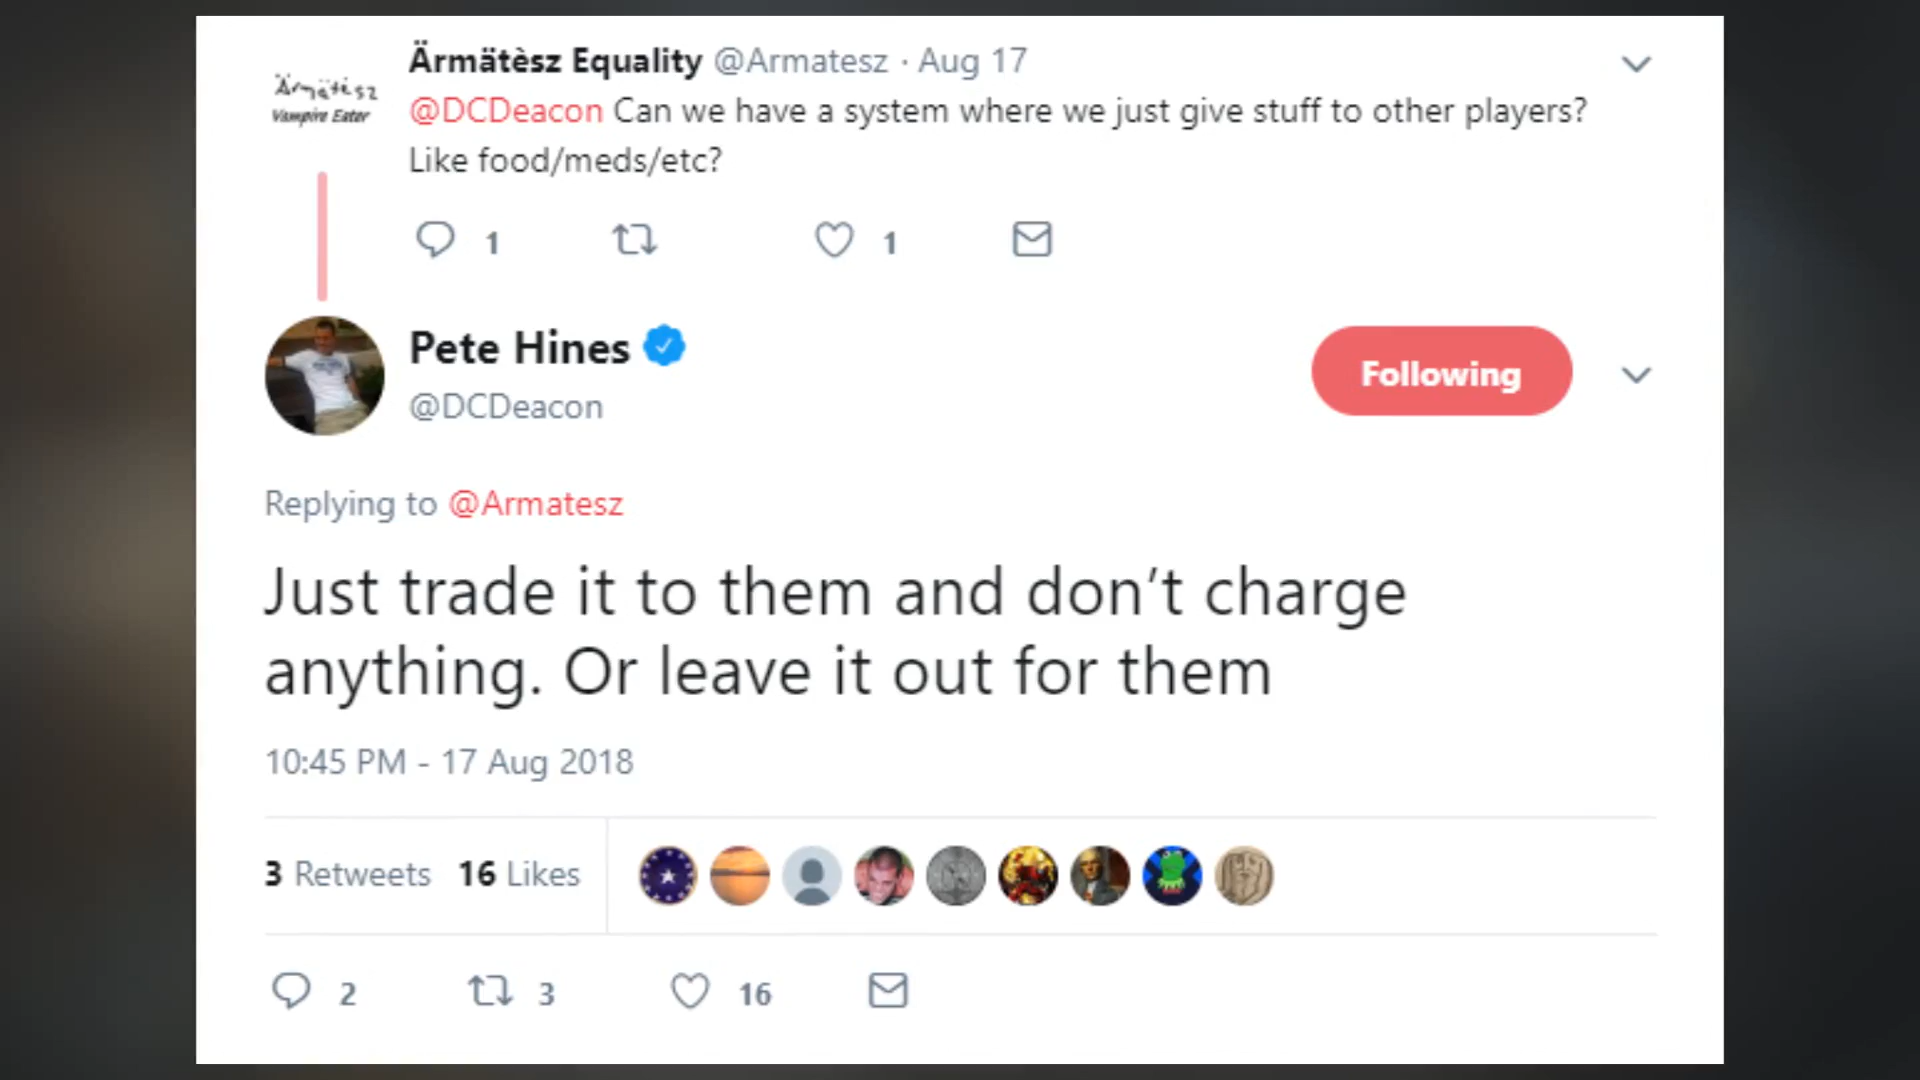 Ärmätèsz Equality @Armatesz · Aug 17
Ärmätèsz
Vampire Eater
@DCDeacon Can we have a system where we just give stuff to other players?
Like food/meds/etc?
1 1
Pete Hines
@DCDeacon
Following
Replying to @Armatesz
Just trade it to them and don’t charge
anything. Or leave it out for them
10:45 PM - 17 Aug 2018
3 Retweets 16 Likes
2 3 16